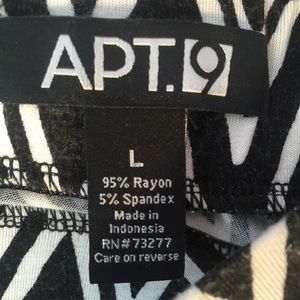 APT.9
L
95% Rayon
5% Spandex
Made in
Indonesia
RN# 73277
Care on reverse